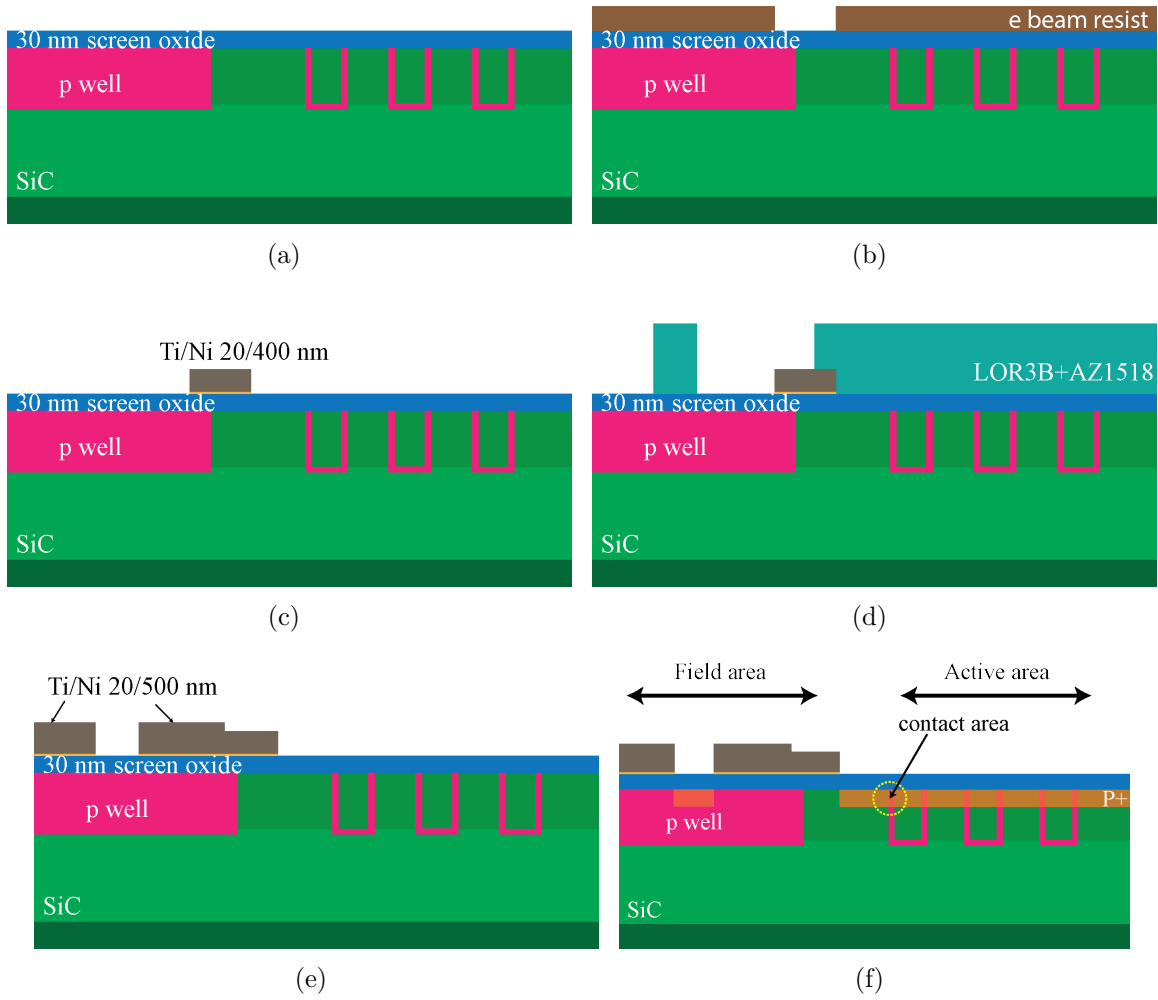 30 nm screen oxide
p well
SiC
(a)
e beam resist
30 nm screen oxide
p well
SiC
(b)
Ti/Ni 20/400 nm
30 nm screen oxide
p well
SiC
(c)
LOR3B+AZ1518
30 nm screen oxide
p well
SiC
(d)
Ti/Ni 20/500 nm
30 nm screen oxide
p well
SiC
(e)
Field area
Active area
contact area
P+
p well
SiC
(f)